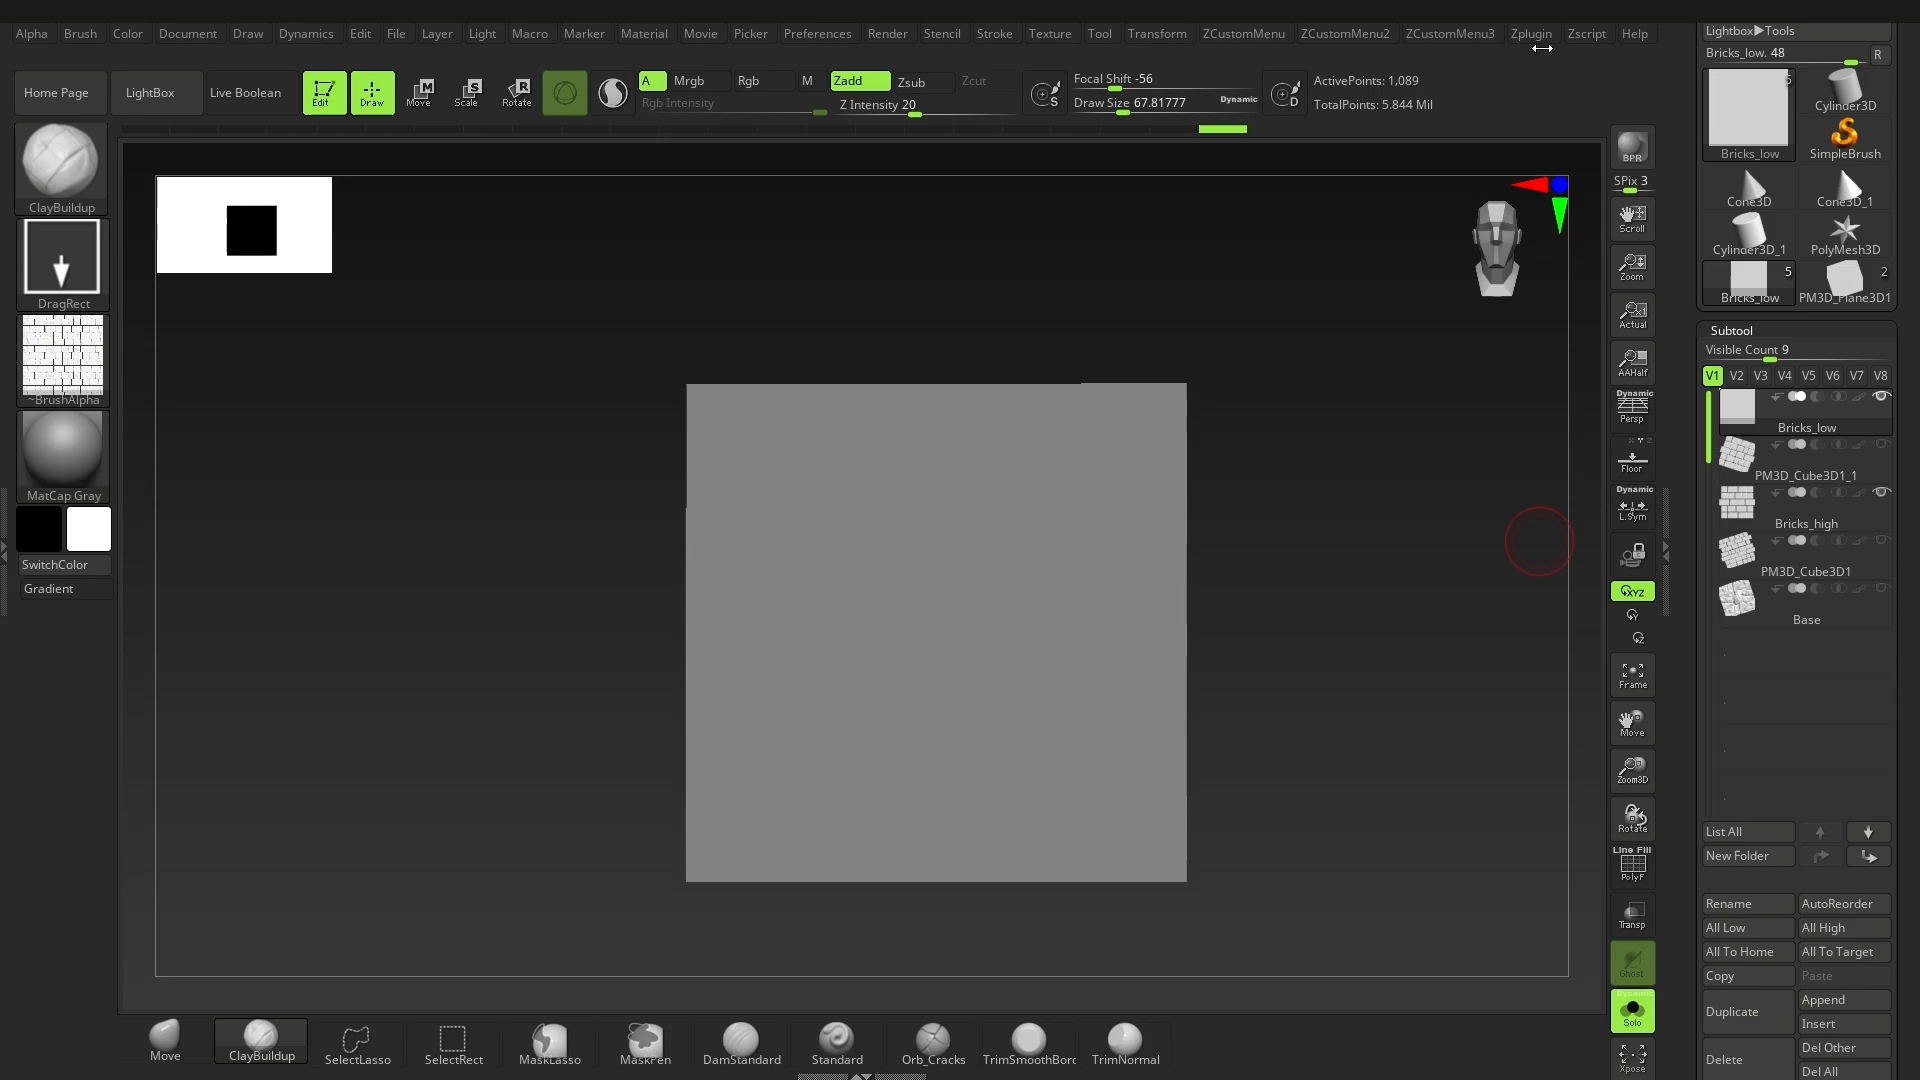 Alpha Brush Color Document Draw Dynamics Edit File Layer Light Macro Marker Material Movie Picker Preferences Render Stencil Stroke Texture Tool Transform ZCustomMenu ZCustomMenu2 ZCustomMenu3 Zplugin Zscript Help
Home Page LightBox Live Boolean Edit Draw Move Scale Rotate
M S R
A Mrgb Rgb M Zadd Zsub Zcut
Rgb Intensity Z Intensity 20
S Focal Shift -56
Draw Size 67.81777 Dynamic
D ActivePoints: 1,089
TotalPoints: 5.844 Mil
ClayBuildup
DragRect
~BrushAlpha
MatCap Gray
SwitchColor
Gradient
BPR
SPix 3
Scroll
Zoom
Actual
AAHalf
Dynamic
Persp
Floor
Dynamic
L.Sym
XYZ
Y
Z
Frame
Move
Zoom3D
Rotate
Line Fill
PolyF
Transp
Ghost
Dynamic
Solo
Xpose
Lightbox▶Tools
Bricks_low. 48 R
5
Bricks_low Cylinder3D
SimpleBrush
Cone3D Cone3D_1
Cylinder3D_1 PolyMesh3D
5 2
Bricks_low PM3D_Plane3D1
Subtool
Visible Count 9
V1 V2 V3 V4 V5 V6 V7 V8
Bricks_low
PM3D_Cube3D1_1
Bricks_high
PM3D_Cube3D1
Base
List All
New Folder
Rename AutoReorder
All Low All High
All To Home All To Target
Copy Paste
Duplicate Append
Insert
Delete Del Other
Del All
Move ClayBuildup SelectLasso SelectRect MaskLasso MaskPen DamStandard Standard Orb_Cracks TrimSmoothBorc TrimNormal